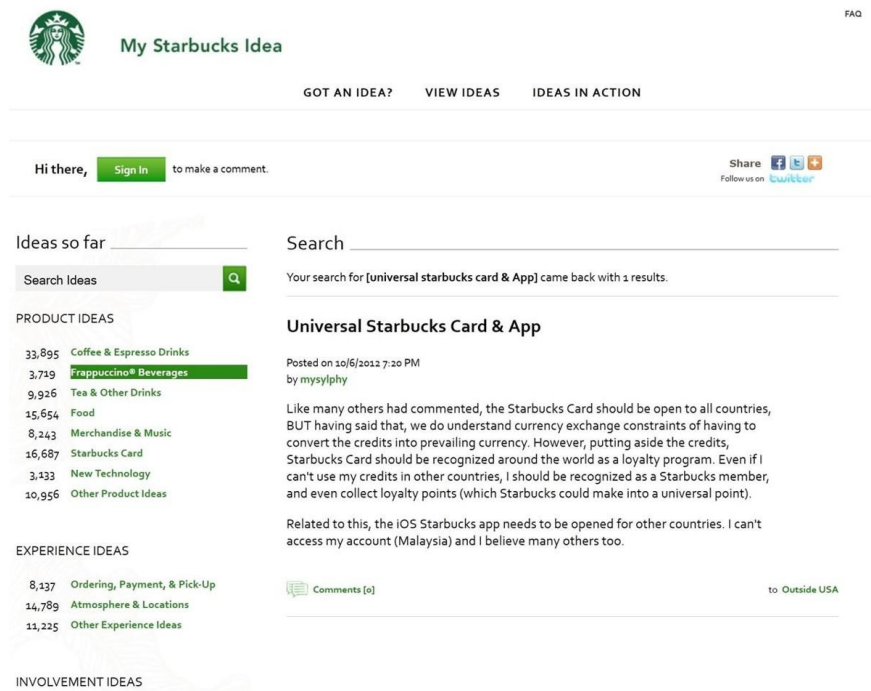 FAQ
My Starbucks Idea
GOT AN IDEA?
VIEW IDEAS
IDEAS IN ACTION
Hi there,
Sign In
to make a comment.
Share
Follow us on twitter
Ideas so far
Search Ideas
PRODUCT IDEAS
33,895 Coffee & Espresso Drinks
3,719 Frappuccino® Beverages
9,926 Tea & Other Drinks
15,654 Food
8,243 Merchandise & Music
16,687 Starbucks Card
3,133 New Technology
10,956 Other Product Ideas
EXPERIENCE IDEAS
8,137 Ordering, Payment, & Pick-Up
14,789 Atmosphere & Locations
11,225 Other Experience Ideas
INVOLVEMENT IDEAS
Search
Your search for [universal starbucks card & App] came back with 1 results.
Universal Starbucks Card & App
Posted on 10/6/2012 7:20 PM
by mysylphy
Like many others had commented, the Starbucks Card should be open to all countries,
BUT having said that, we do understand currency exchange constraints of having to
convert the credits into prevailing currency. However, putting aside the credits,
Starbucks Card should be recognized around the world as a loyalty program. Even if I
can't use my credits in other countries, I should be recognized as a Starbucks member,
and even collect loyalty points (which Starbucks could make into a universal point).
Related to this, the iOS Starbucks app needs to be opened for other countries. I can't
access my account (Malaysia) and I believe many others too.
Comments [0]
to Outside USA